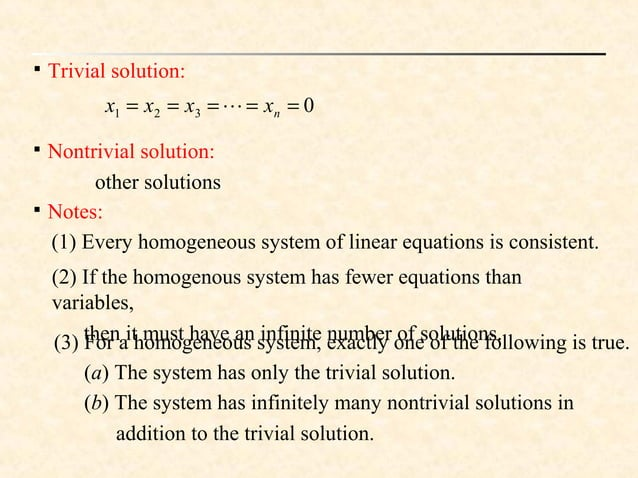 ▪ Trivial solution:
x₁ = x₂ = x₃ = ⋯ = xₙ = 0
▪ Nontrivial solution:
other solutions
▪ Notes:
(1) Every homogeneous system of linear equations is consistent.
(2) If the homogenous system has fewer equations than
variables,
then it must have an infinite number of solutions.
(3) For a homogeneous system, exactly one of the following is true.
(a) The system has only the trivial solution.
(b) The system has infinitely many nontrivial solutions in
addition to the trivial solution.